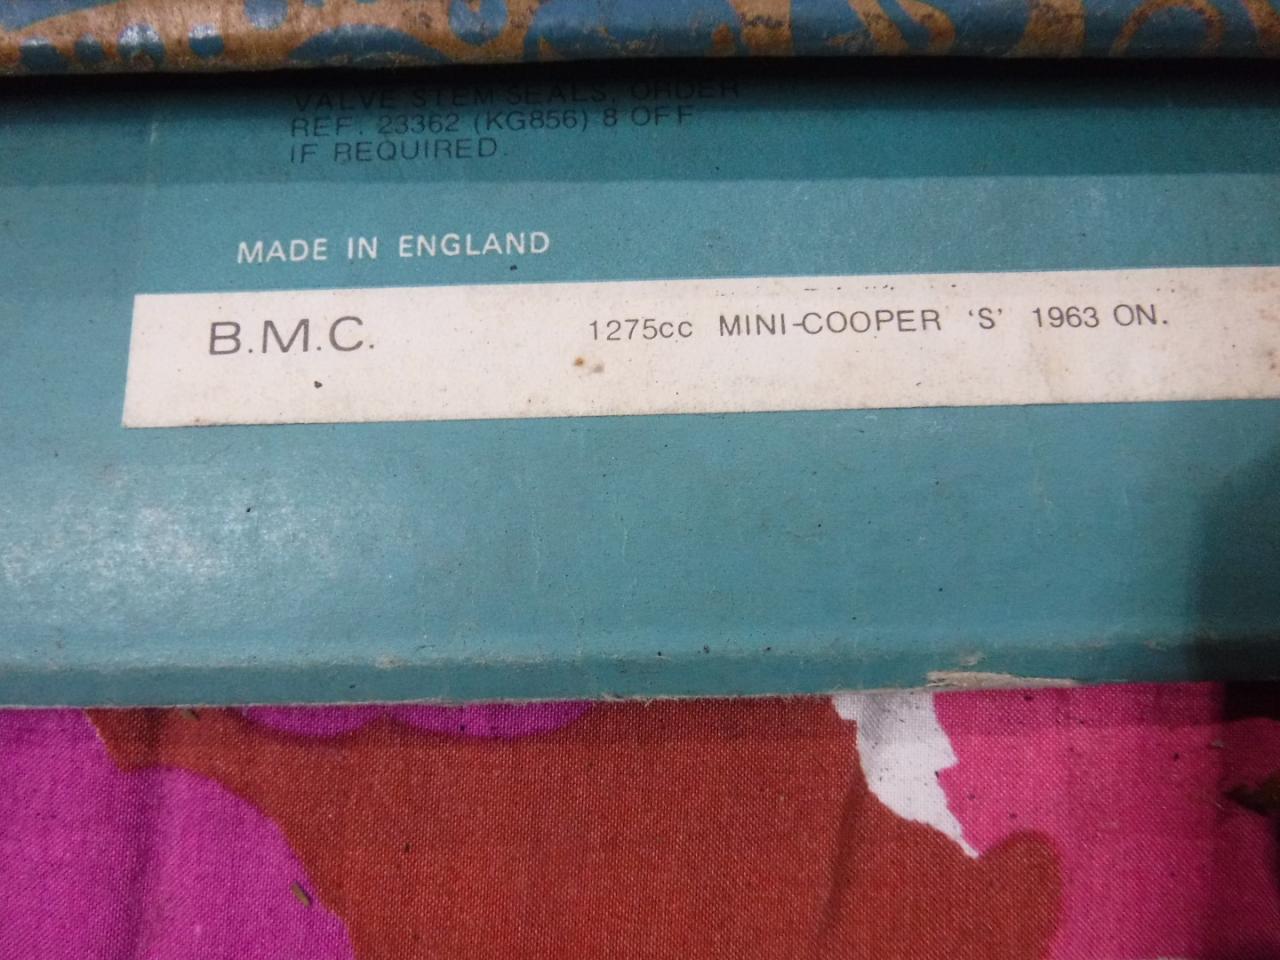 VALVE STEM SEALS, ORDER
REF. 23362 (KG856) 8 OFF
IF REQUIRED.
MADE IN ENGLAND
B.M.C. 1275cc MINI-COOPER 'S' 1963 ON.